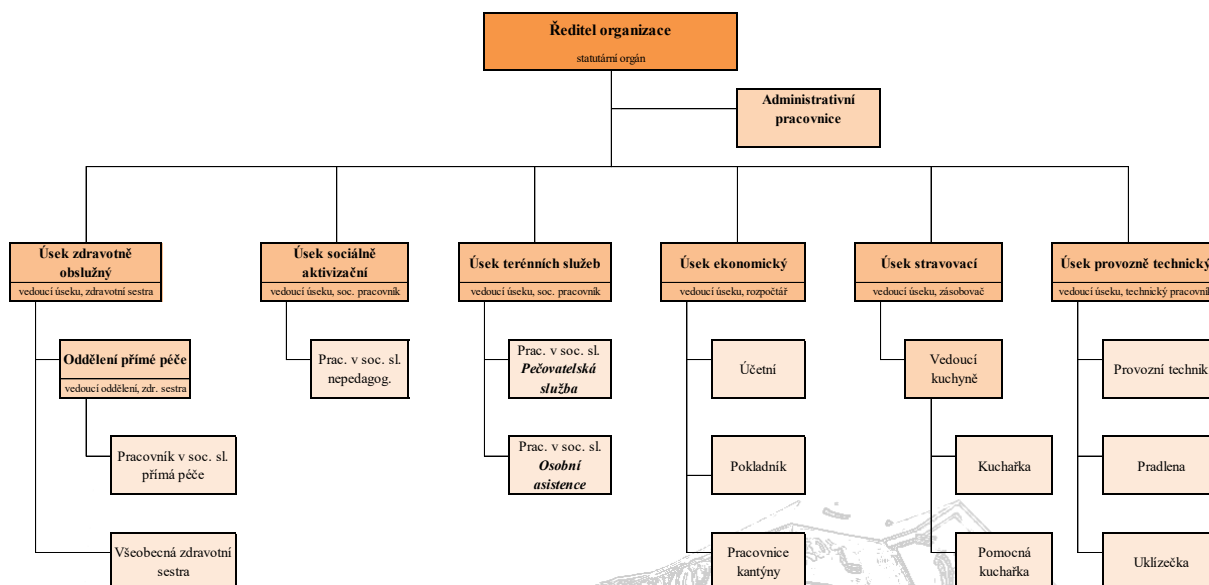 Ředitel organizace
statutární orgán
Administrativní
pracovnice
Úsek zdravotně
obslužný
vedoucí úseku, zdravotní sestra
Úsek sociálně
aktivizační
vedoucí úseku, soc. pracovník
Úsek terénních služeb
vedoucí úseku, soc. pracovník
Úsek ekonomický
vedoucí úseku, rozpočtář
Úsek stravovací
vedoucí úseku, zásobovač
Úsek provozně technický
vedoucí úseku, technický pracovník
Oddělení přímé péče
vedoucí oddělení, zdr. sestra
Prac. v soc. sl.
nepedagog.
Prac. v soc. sl.
Pečovatelská
služba
Účetní
Vedoucí
kuchyně
Provozní technik
Pracovník v soc. sl.
přímá péče
Prac. v soc. sl.
Osobní
asistence
Pokladník
Kuchařka
Pradlena
Všeobecná zdravotní
sestra
Pracovnice
kantýny
Pomocná
kuchařka
Uklízečka